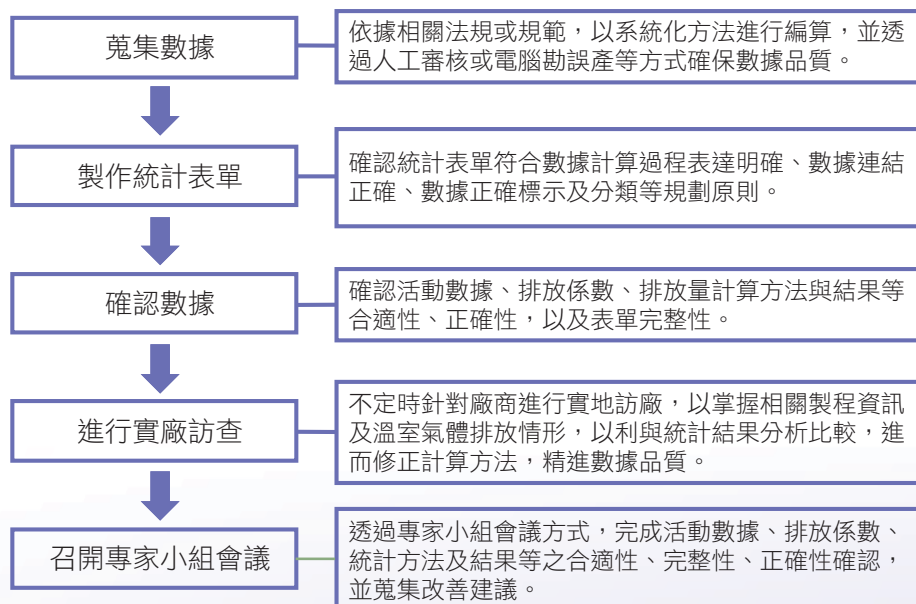 蒐集數據
依據相關法規或規範，以系統化方法進行編算，並透
過人工審核或電腦勘誤產等方式確保數據品質。
製作統計表單
確認統計表單符合數據計算過程表達明確、數據連結
正確、數據正確標示及分類等規劃原則。
確認數據
確認活動數據、排放係數、排放量計算方法與結果等
合適性、正確性，以及表單完整性。
進行實廠訪查
不定時針對廠商進行實地訪廠，以掌握相關製程資訊
及溫室氣體排放情形，以利與統計結果分析比較，進
而修正計算方法，精進數據品質。
召開專家小組會議
透過專家小組會議方式，完成活動數據、排放係數、
統計方法及結果等之合適性、完整性、正確性確認，
並蒐集改善建議。